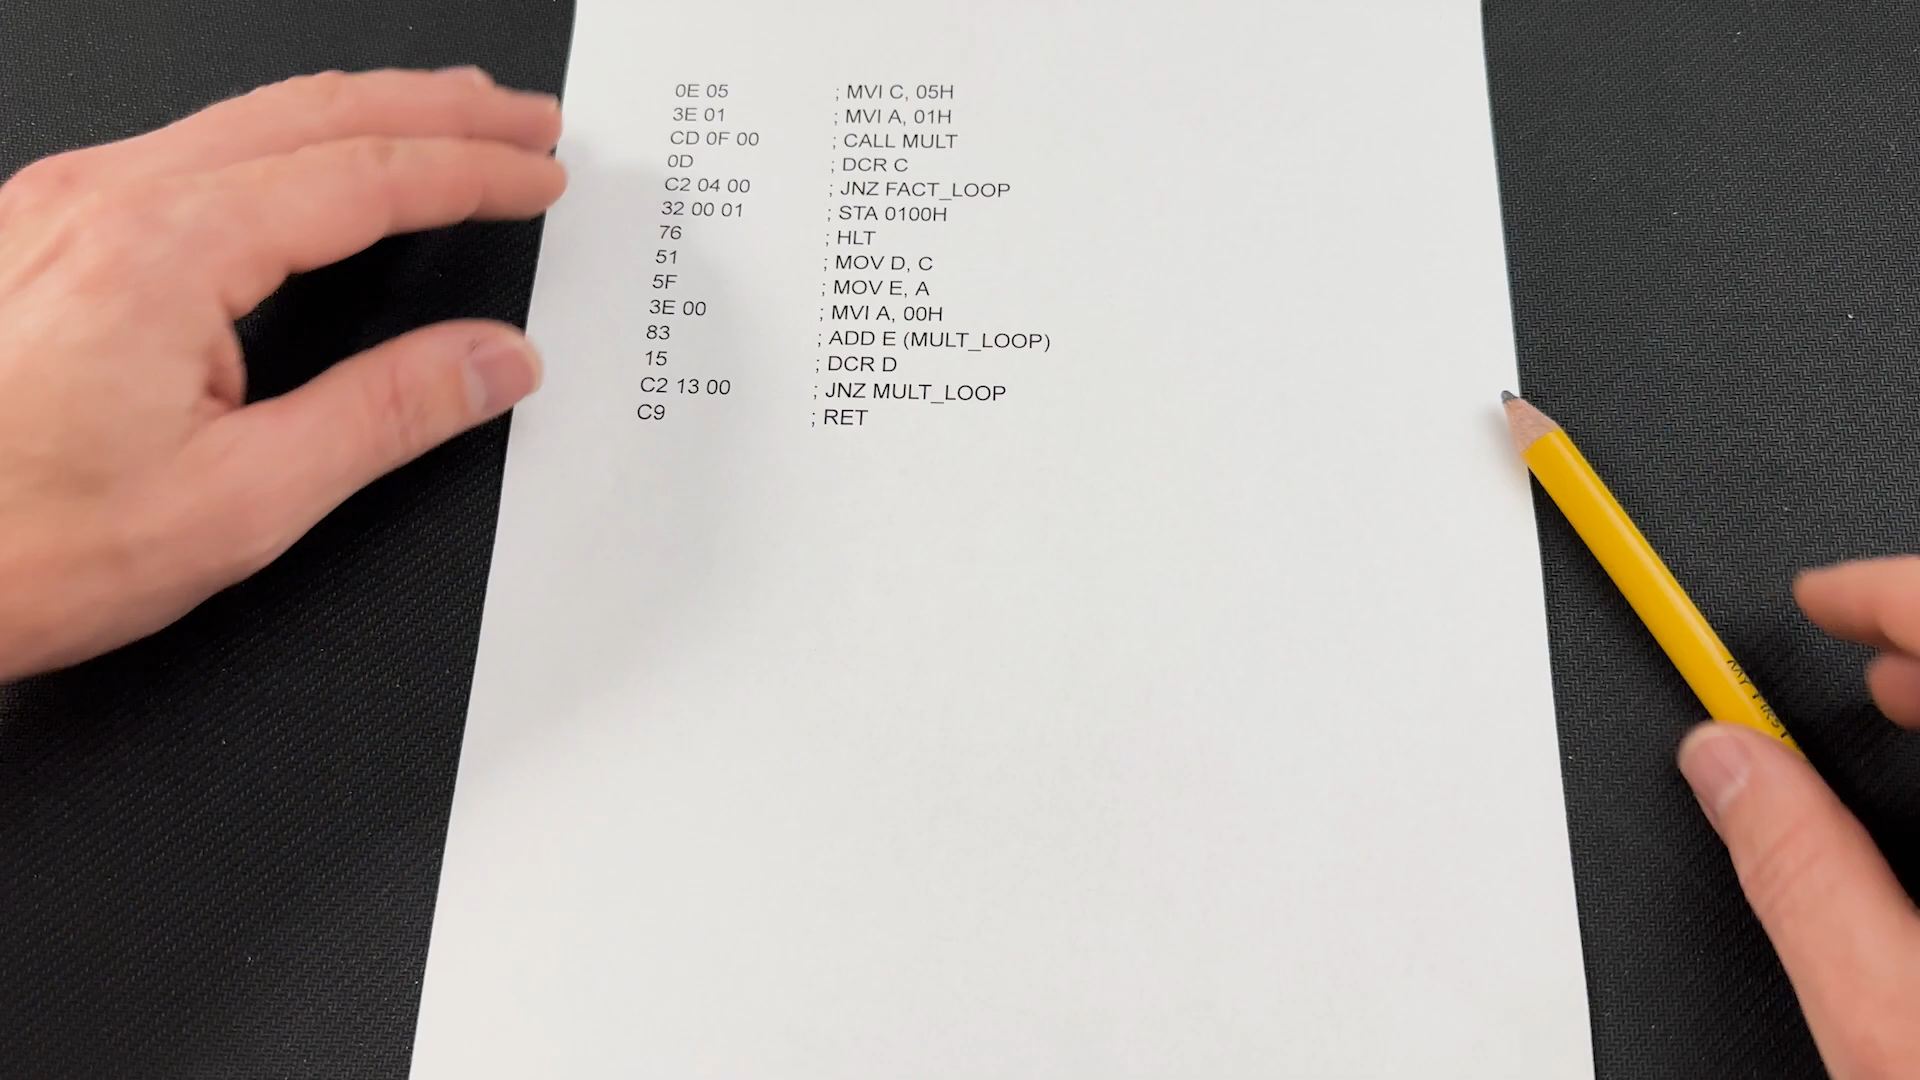 0E 05 ; MVI C, 05H
3E 01 ; MVI A, 01H
CD 0F 00 ; CALL MULT
0D ; DCR C
C2 04 00 ; JNZ FACT_LOOP
32 00 01 ; STA 0100H
76 ; HLT
51 ; MOV D, C
5F ; MOV E, A
3E 00 ; MVI A, 00H
83 ; ADD E (MULT_LOOP)
15 ; DCR D
C2 13 00 ; JNZ MULT_LOOP
C9 ; RET
MY FIRST